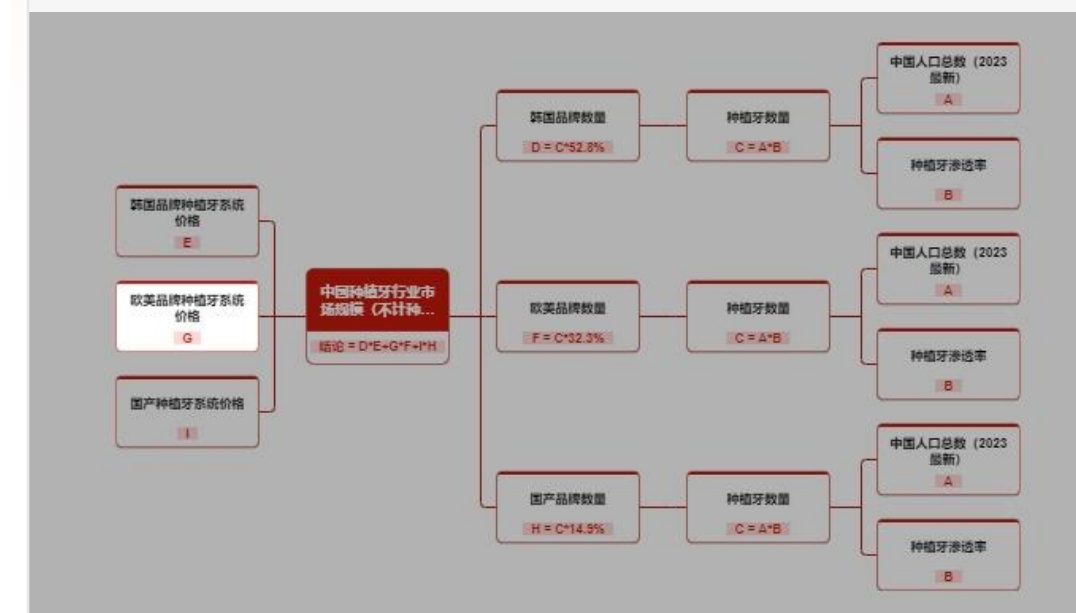 韩国品牌种植牙系统
价格
E
欧美品牌种植牙系统
价格
G
国产种植牙系统价格
I
中国种植牙行业市
场规模（不计种...
结论 = D*E+G*F+I*H
韩国品牌数量
D = C*52.8%
种植牙数量
C = A*B
中国人口总数（2023
最新）
A
种植牙渗透率
B
欧美品牌数量
F = C*32.3%
种植牙数量
C = A*B
中国人口总数（2023
最新）
A
种植牙渗透率
B
国产品牌数量
H = C*14.9%
种植牙数量
C = A*B
中国人口总数（2023
最新）
A
种植牙渗透率
B